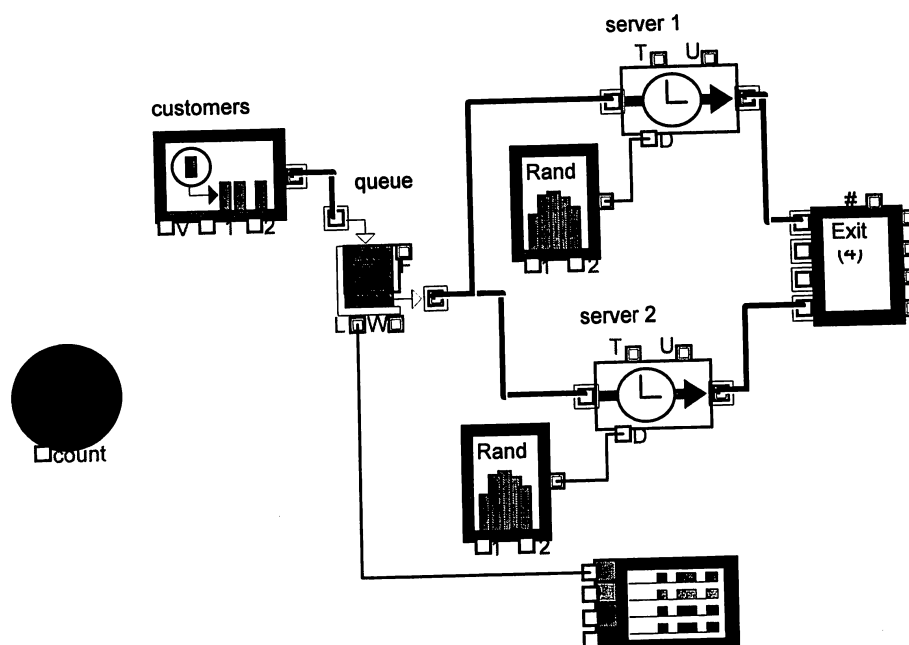 server 1
T U
customers
D
Rand
queue
#
Exit
(4)
V 1 2
F
1 2
L W
server 2
T U
count
D
Rand
1 2